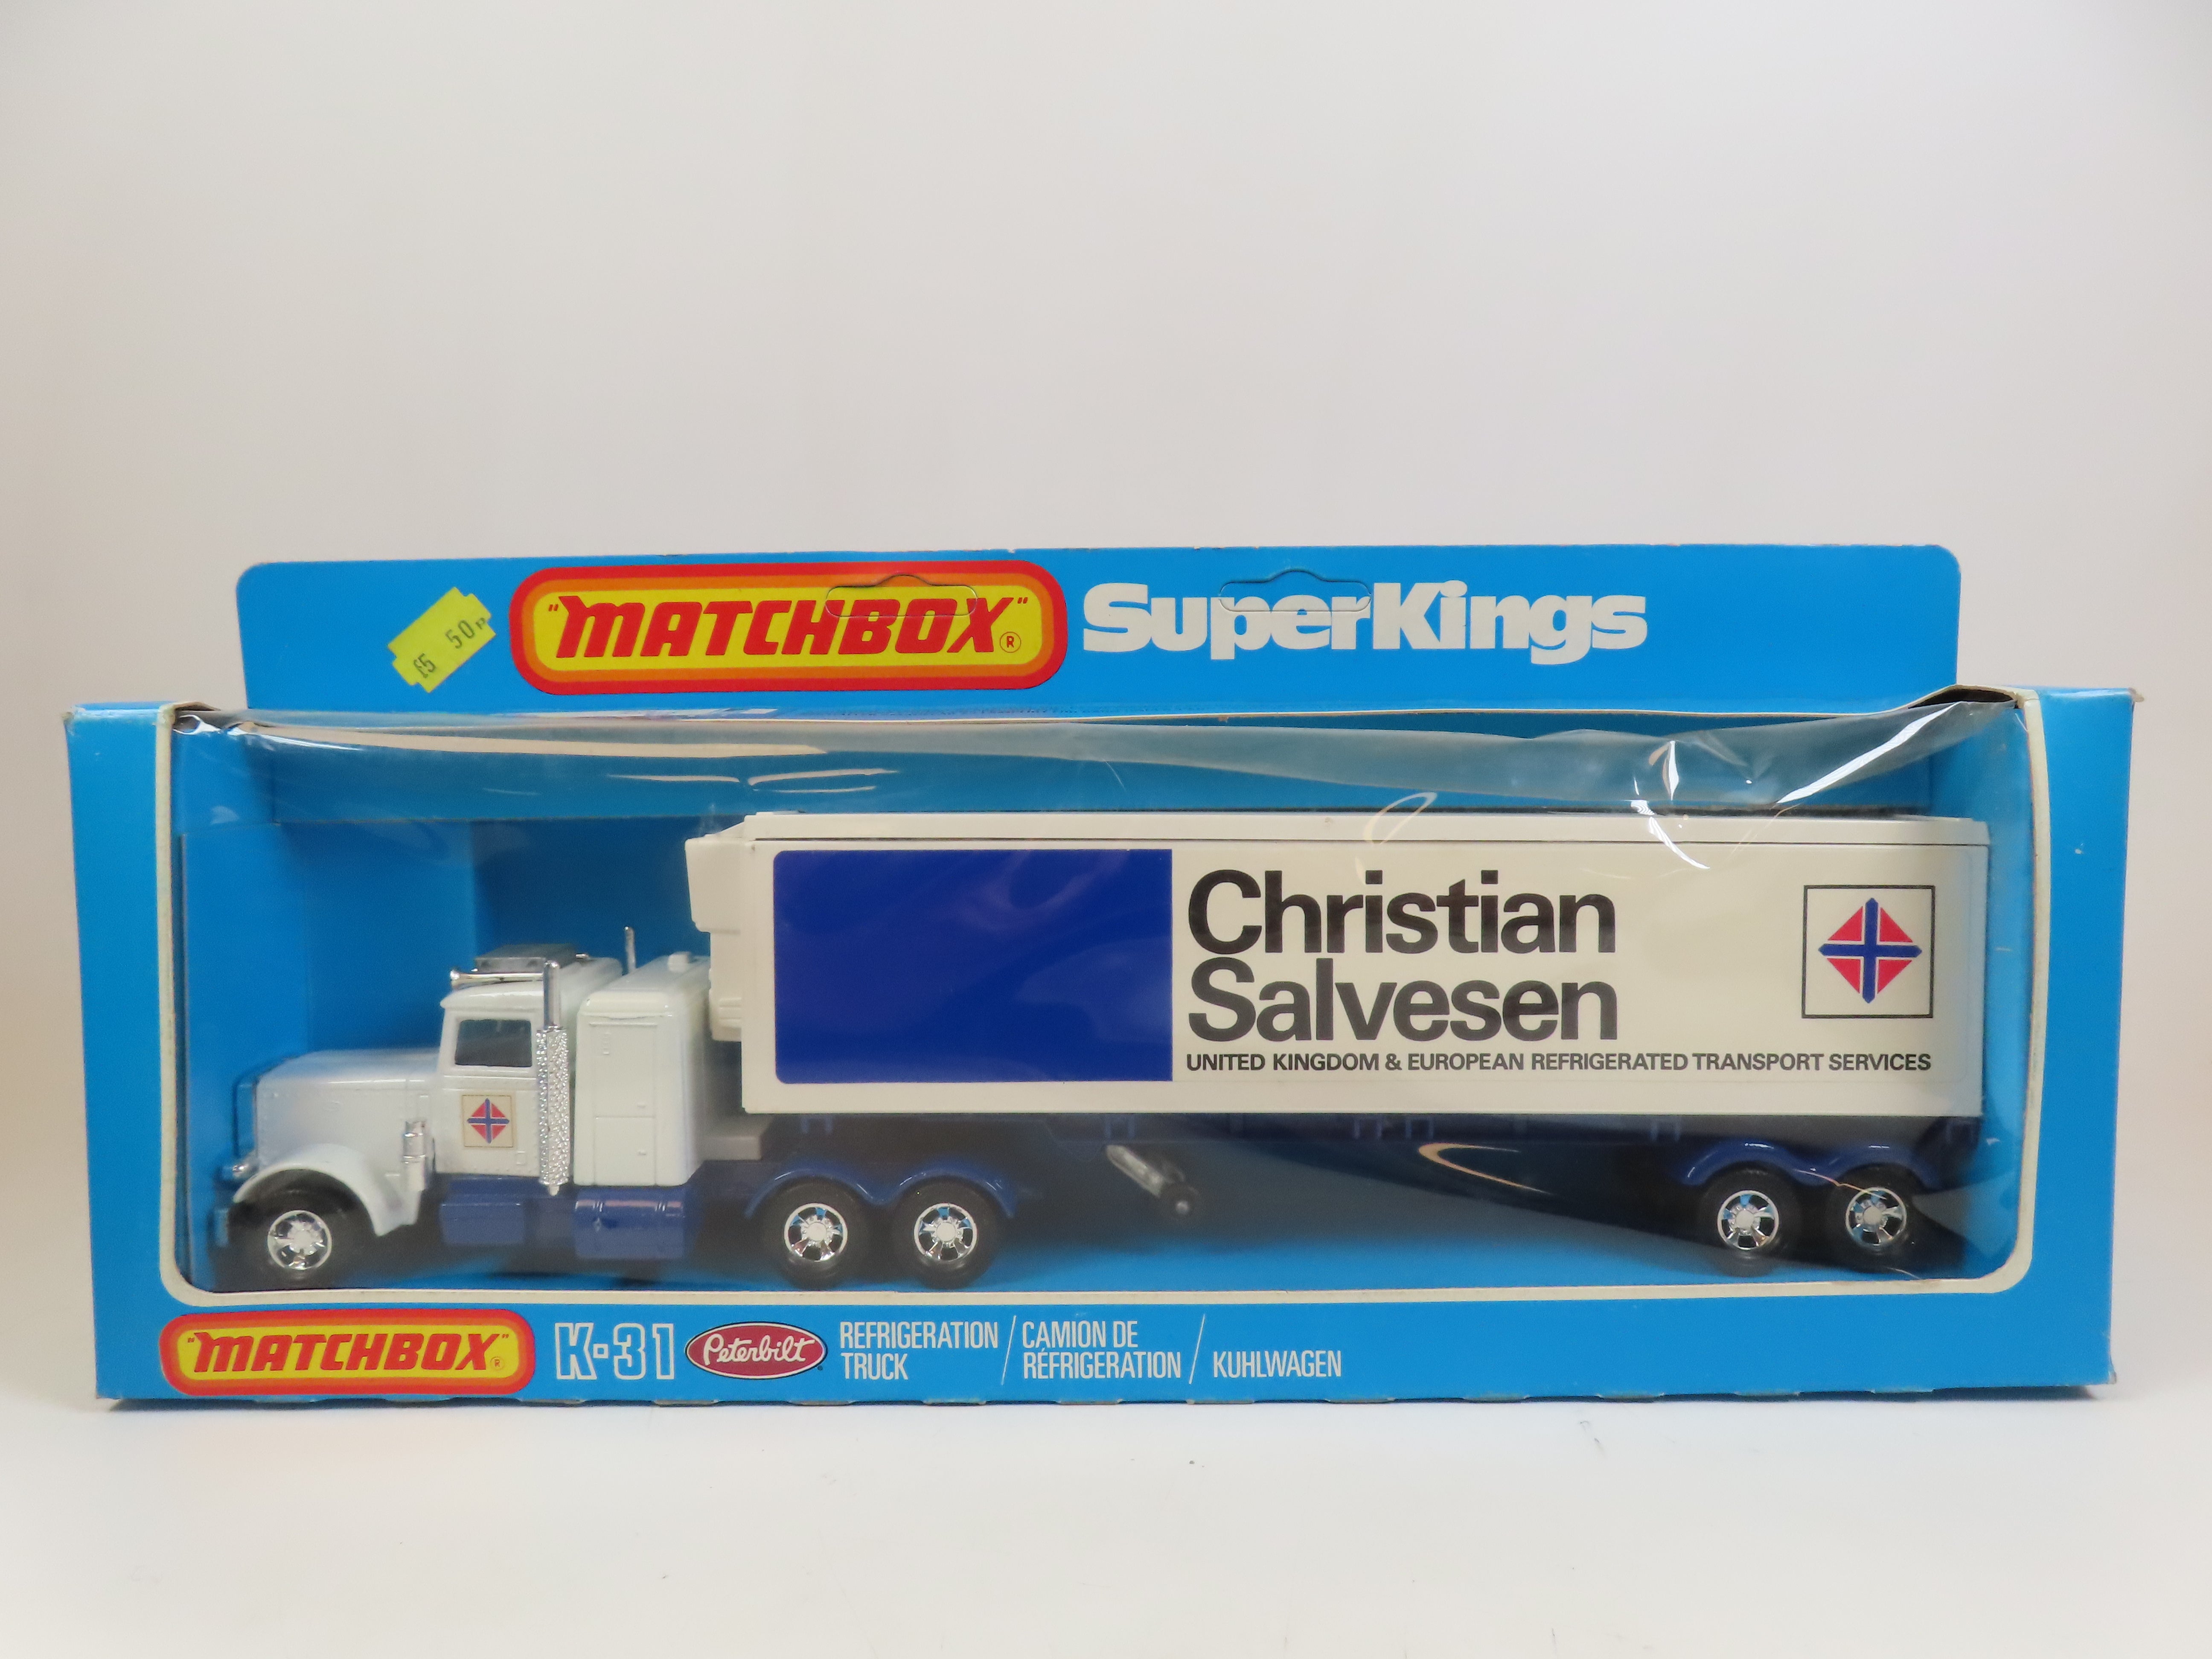 £5 50P
"MATCHBOX"®
SuperKings
Christian
Salvesen
UNITED KINGDOM & EUROPEAN REFRIGERATED TRANSPORT SERVICES
"MATCHBOX"®
K-31
Peterbilt
REFRIGERATION
TRUCK
/
CAMION DE
RÉFRIGERATION
/
KUHLWAGEN